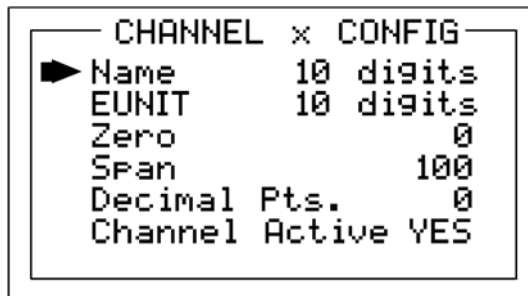 CHANNEL x CONFIG
Name 10 digits
EUNIT 10 digits
Zero 0
Span 100
Decimal Pts. 0
Channel Active YES